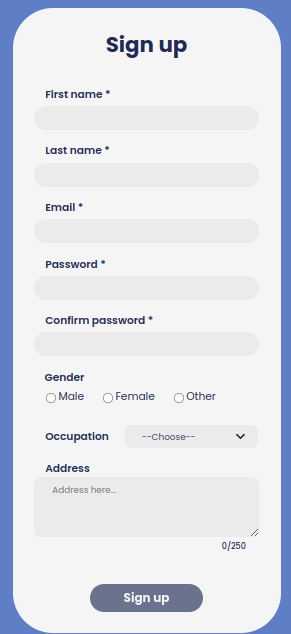 Sign up
First name *
Last name *
Email *
Password *
Confirm password *
Gender
Male Female Other
Occupation --Choose--
Address
Address here...
0/250
Sign up